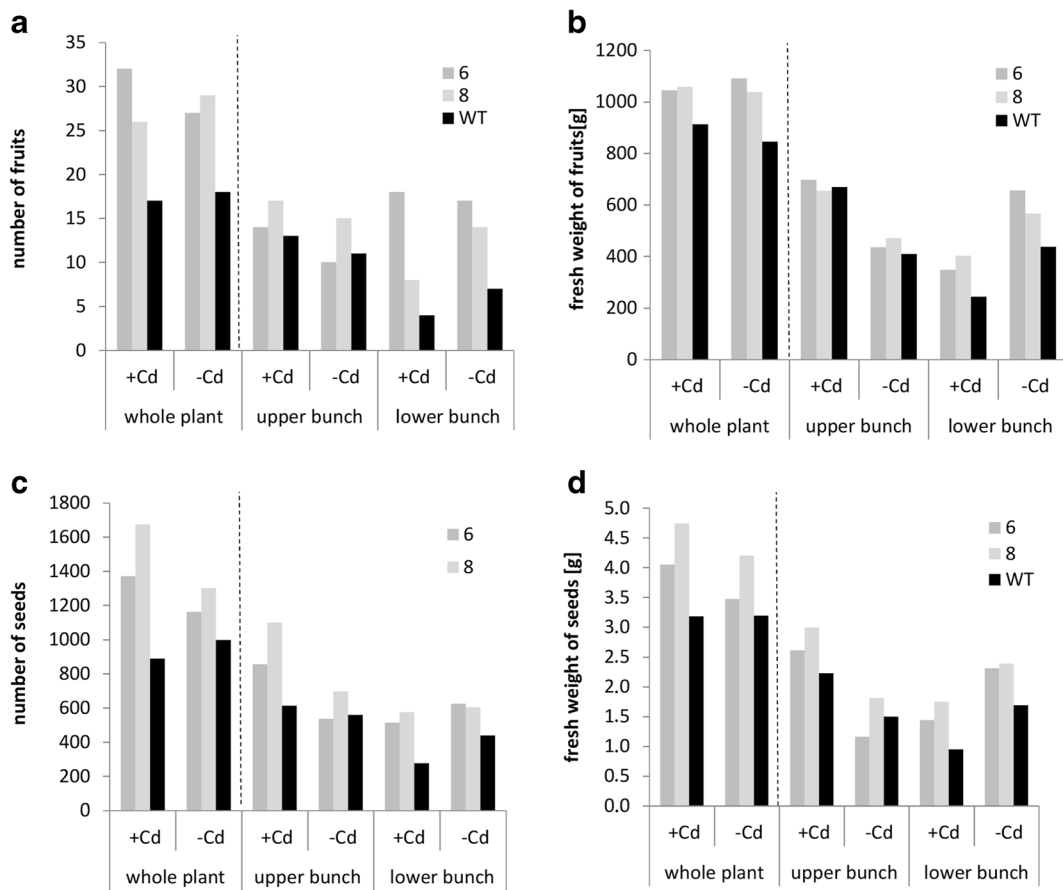 a
number of fruits
35
30
25
20
15
10
5
0
6
8
WT
+Cd -Cd +Cd -Cd +Cd -Cd
whole plant upper bunch lower bunch
b
fresh weight of fruits[g]
1200
1000
800
600
400
200
0
6
8
WT
+Cd -Cd +Cd -Cd +Cd -Cd
whole plant upper bunch lower bunch
c
number of seeds
1800
1600
1400
1200
1000
800
600
400
200
0
6
8
+Cd -Cd +Cd -Cd +Cd -Cd
whole plant upper bunch lower bunch
d
fresh weight of seeds [g]
5.0
4.5
4.0
3.5
3.0
2.5
2.0
1.5
1.0
0.5
0.0
6
8
WT
+Cd -Cd +Cd -Cd +Cd -Cd
whole plant upper bunch lower bunch